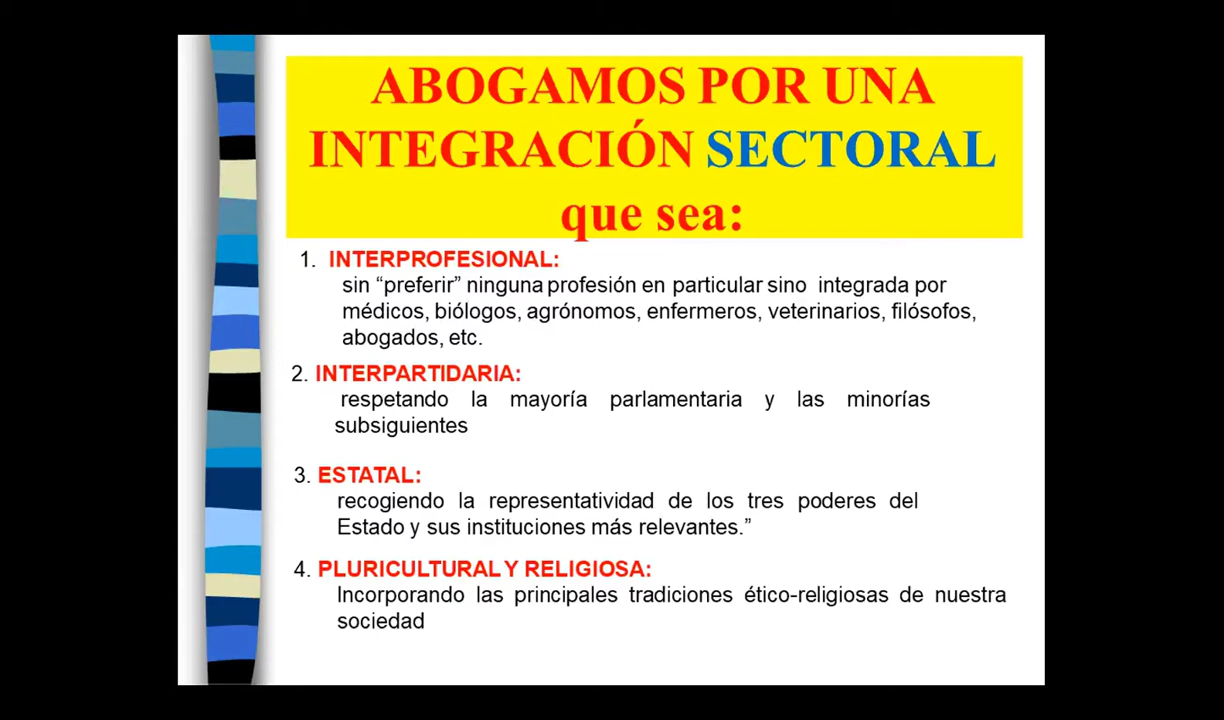 ABOGAMOS POR UNA
INTEGRACIÓN SECTORAL
que sea:
1. INTERPROFESIONAL:
sin “preferir” ninguna profesión en particular sino integrada por
médicos, biólogos, agrónomos, enfermeros, veterinarios, filósofos,
abogados, etc.
2. INTERPARTIDARIA:
respetando la mayoría parlamentaria y las minorías
subsiguientes
3. ESTATAL:
recogiendo la representatividad de los tres poderes del
Estado y sus instituciones más relevantes.”
4. PLURICULTURAL Y RELIGIOSA:
Incorporando las principales tradiciones ético-religiosas de nuestra
sociedad